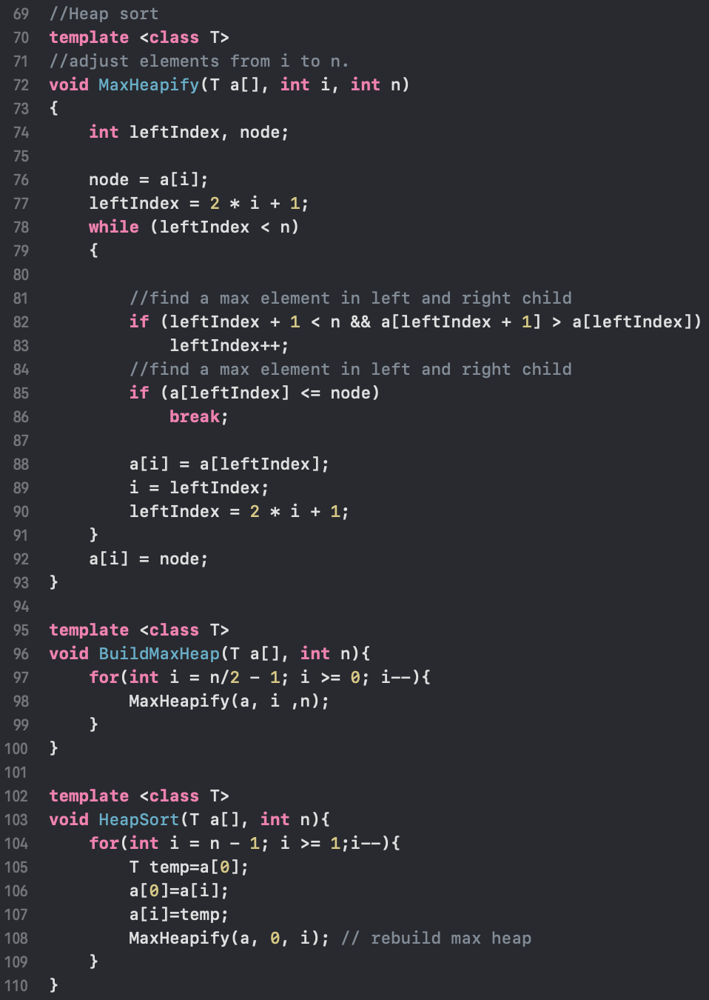 69 //Heap sort
70 template <class T>
71 //adjust elements from i to n.
72 void MaxHeapify(T a[], int i, int n)
73 {
74     int leftIndex, node;
75
76     node = a[i];
77     leftIndex = 2 * i + 1;
78     while (leftIndex < n)
79     {
80
81         //find a max element in left and right child
82         if (leftIndex + 1 < n && a[leftIndex + 1] > a[leftIndex])
83             leftIndex++;
84         //find a max element in left and right child
85         if (a[leftIndex] <= node)
86             break;
87
88         a[i] = a[leftIndex];
89         i = leftIndex;
90         leftIndex = 2 * i + 1;
91     }
92     a[i] = node;
93 }
94
95 template <class T>
96 void BuildMaxHeap(T a[], int n){
97     for(int i = n/2 - 1; i >= 0; i--){
98         MaxHeapify(a, i ,n);
99     }
100 }
101
102 template <class T>
103 void HeapSort(T a[], int n){
104     for(int i = n - 1; i >= 1;i--){
105         T temp=a[0];
106         a[0]=a[i];
107         a[i]=temp;
108         MaxHeapify(a, 0, i); // rebuild max heap
109     }
110 }